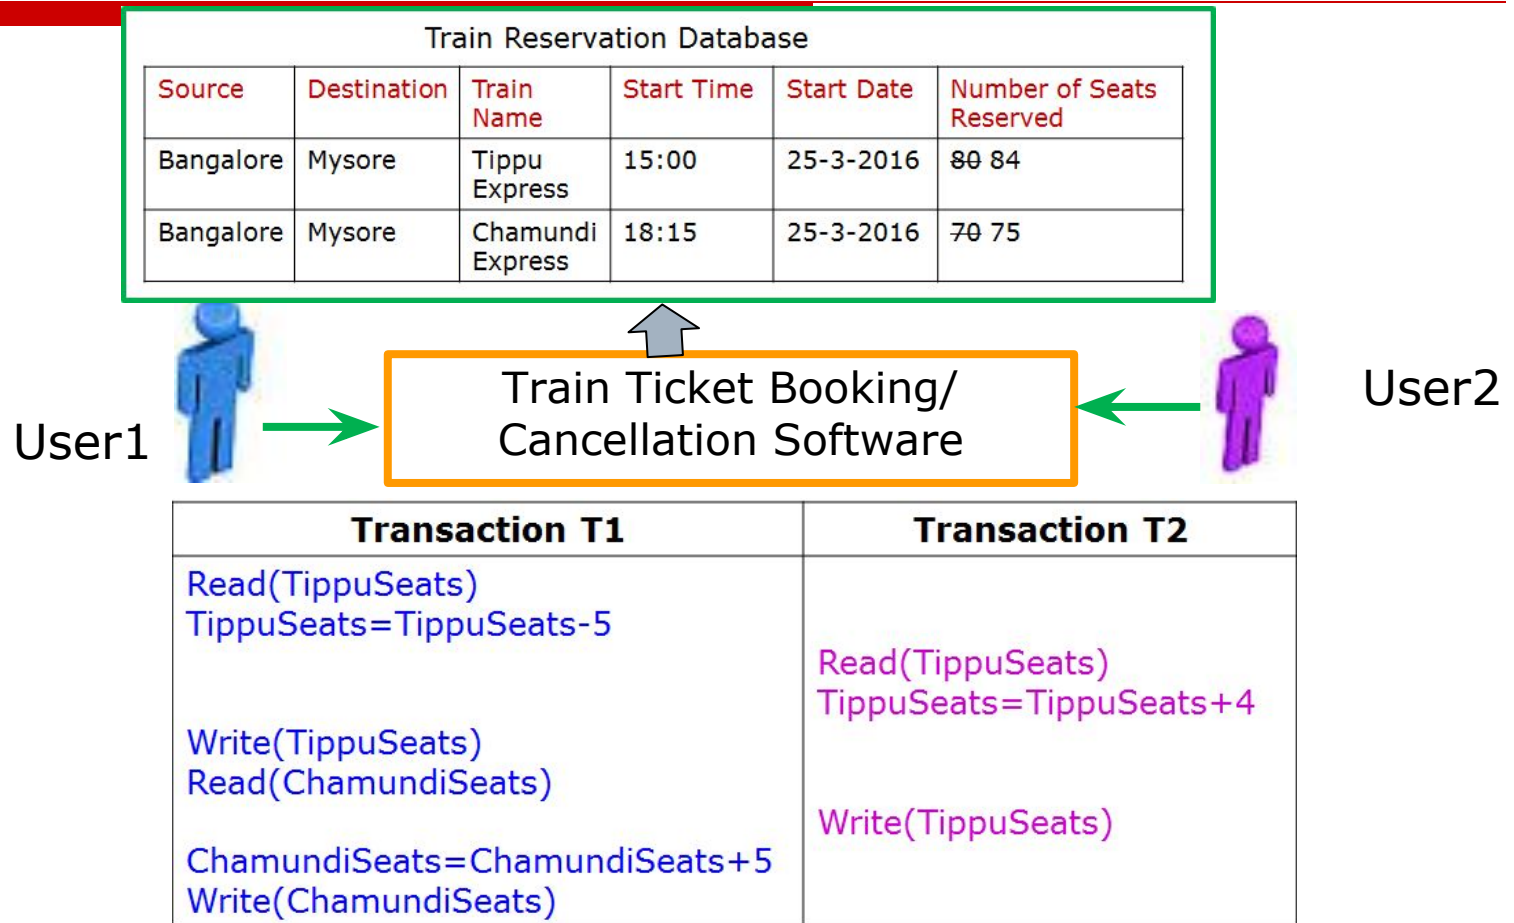 Train Reservation Database
Source Destination Train Name Start Time Start Date Number of Seats Reserved
Bangalore Mysore Tippu Express 15:00 25-3-2016 80 84
Bangalore Mysore Chamundi Express 18:15 25-3-2016 70 75
User1
Train Ticket Booking/
Cancellation Software
User2
Transaction T1 Transaction T2
Read(TippuSeats)
TippuSeats=TippuSeats-5
Read(TippuSeats)
TippuSeats=TippuSeats+4
Write(TippuSeats)
Read(ChamundiSeats)
Write(TippuSeats)
ChamundiSeats=ChamundiSeats+5
Write(ChamundiSeats)